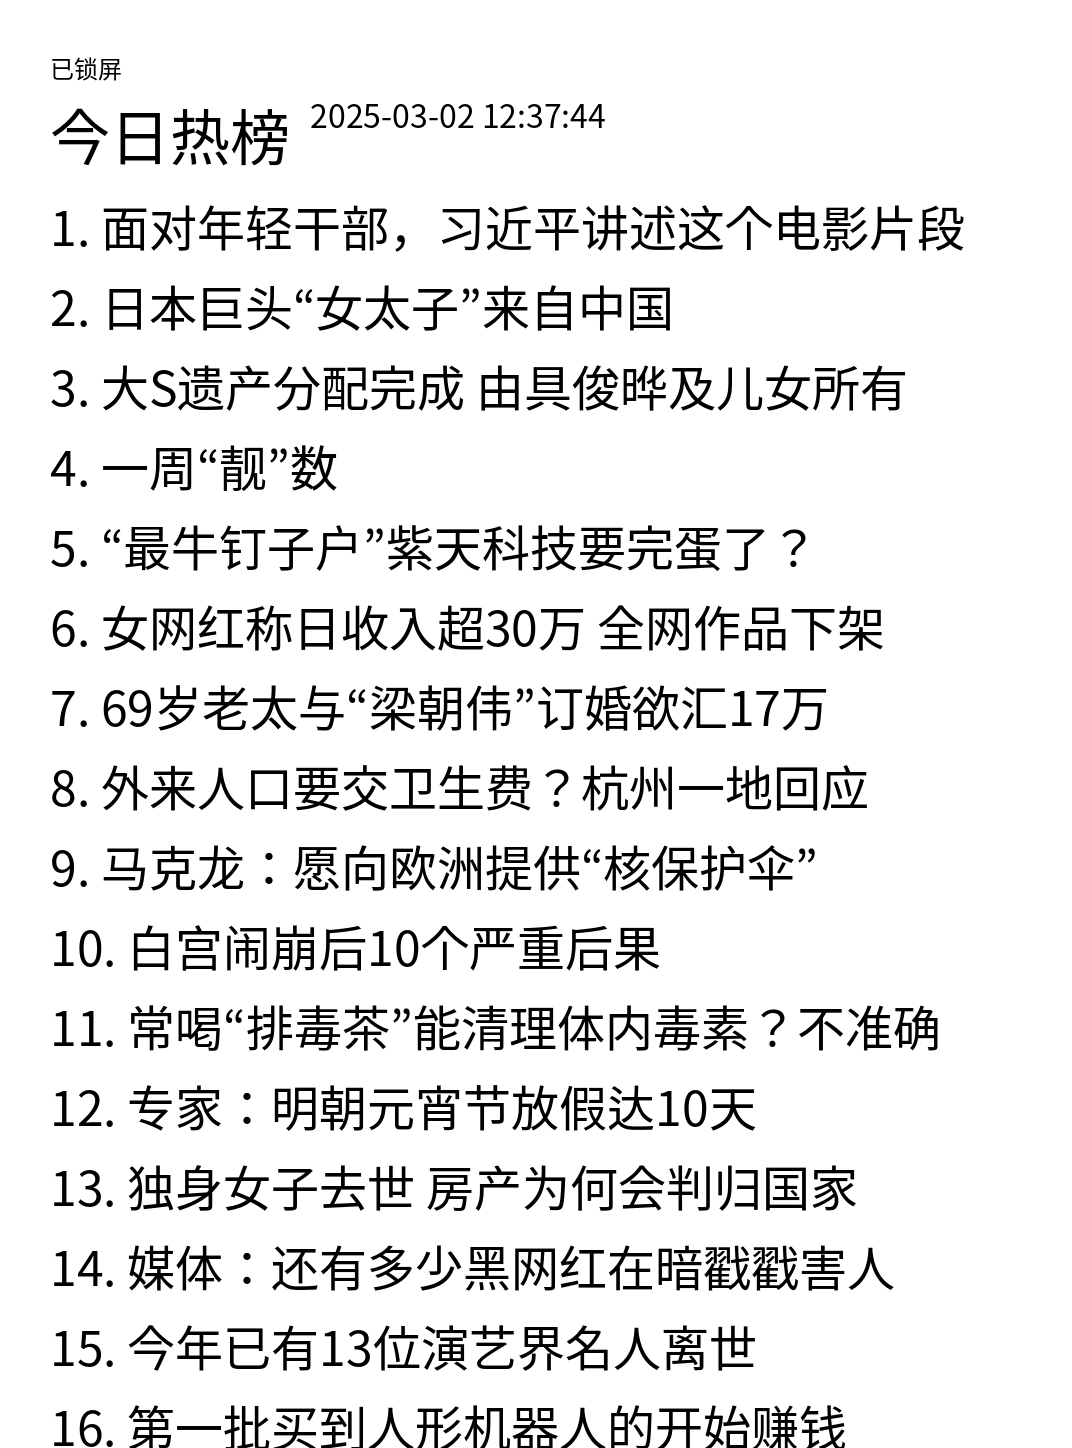 已锁屏
今日热榜 2025-03-02 12:37:44
1. 面对年轻干部，习近平讲述这个电影片段
2. 日本巨头“女太子”来自中国
3. 大S遗产分配完成 由具俊晔及儿女所有
4. 一周“靓”数
5. “最牛钉子户”紫天科技要完蛋了？
6. 女网红称日收入超30万 全网作品下架
7. 69岁老太与“梁朝伟”订婚欲汇17万
8. 外来人口要交卫生费？杭州一地回应
9. 马克龙：愿向欧洲提供“核保护伞”
10. 白宫闹崩后10个严重后果
11. 常喝“排毒茶”能清理体内毒素？不准确
12. 专家：明朝元宵节放假达10天
13. 独身女子去世 房产为何会判归国家
14. 媒体：还有多少黑网红在暗戳戳害人
15. 今年已有13位演艺界名人离世
16. 第一批买到人形机器人的开始赚钱